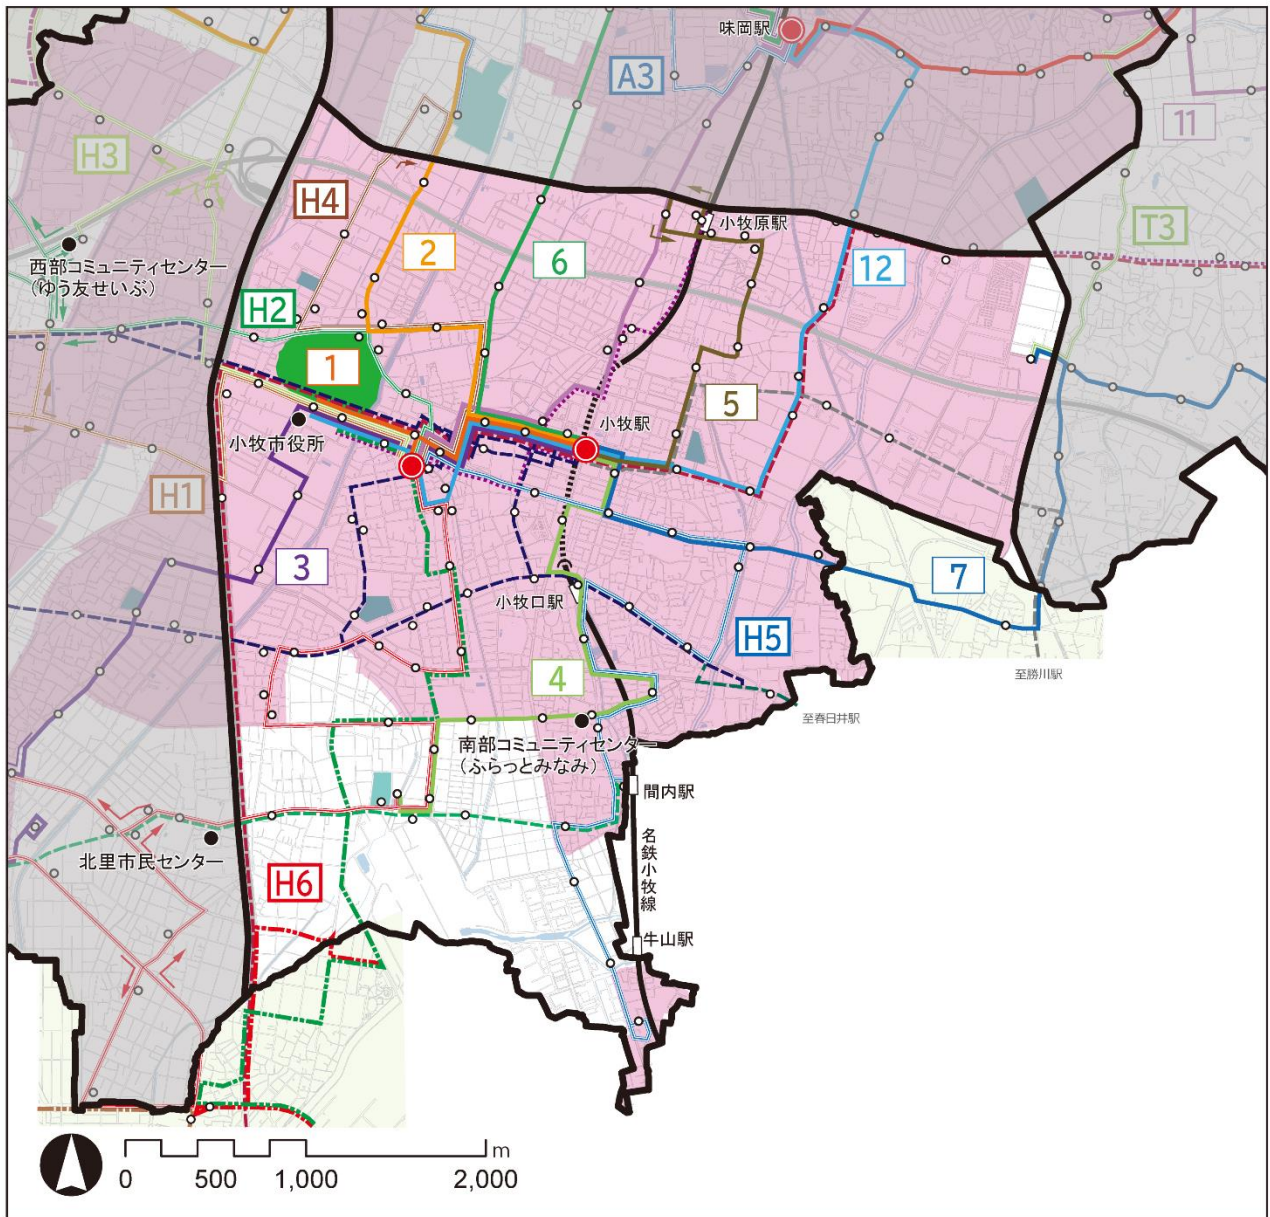 味岡駅
A3
11
H3
H4
小牧原駅
T3
2
6
12
西部コミュニティセンター
（ゆう友せいぶ）
H2
1
5
小牧駅
小牧市役所
H1
3
7
小牧口駅
H5
4
至勝川駅
至春日井駅
南部コミュニティセンター
（ふらっとみなみ）
間内駅
名鉄小牧線
北里市民センター
H6
牛山駅
m
0 500 1,000 2,000